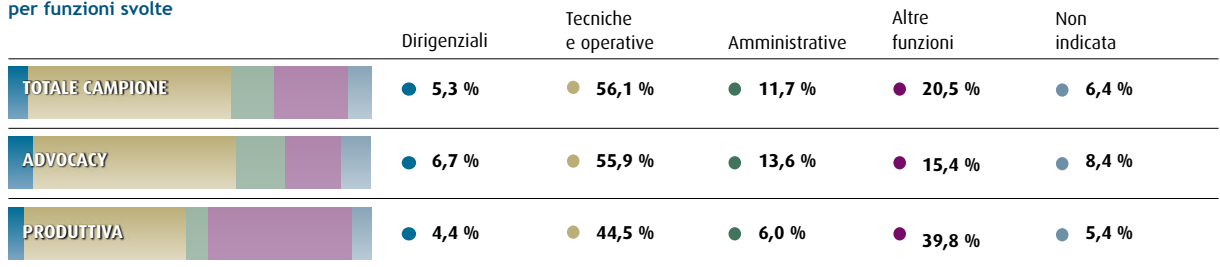 per funzioni svolte
Dirigenziali
Tecniche
e operative
Amministrative
Altre
funzioni
Non
indicata
TOTALE CAMPIONE 5,3 % 56,1 % 11,7 % 20,5 % 6,4 %
ADVOCACY 6,7 % 55,9 % 13,6 % 15,4 % 8,4 %
PRODUTTIVA 4,4 % 44,5 % 6,0 % 39,8 % 5,4 %